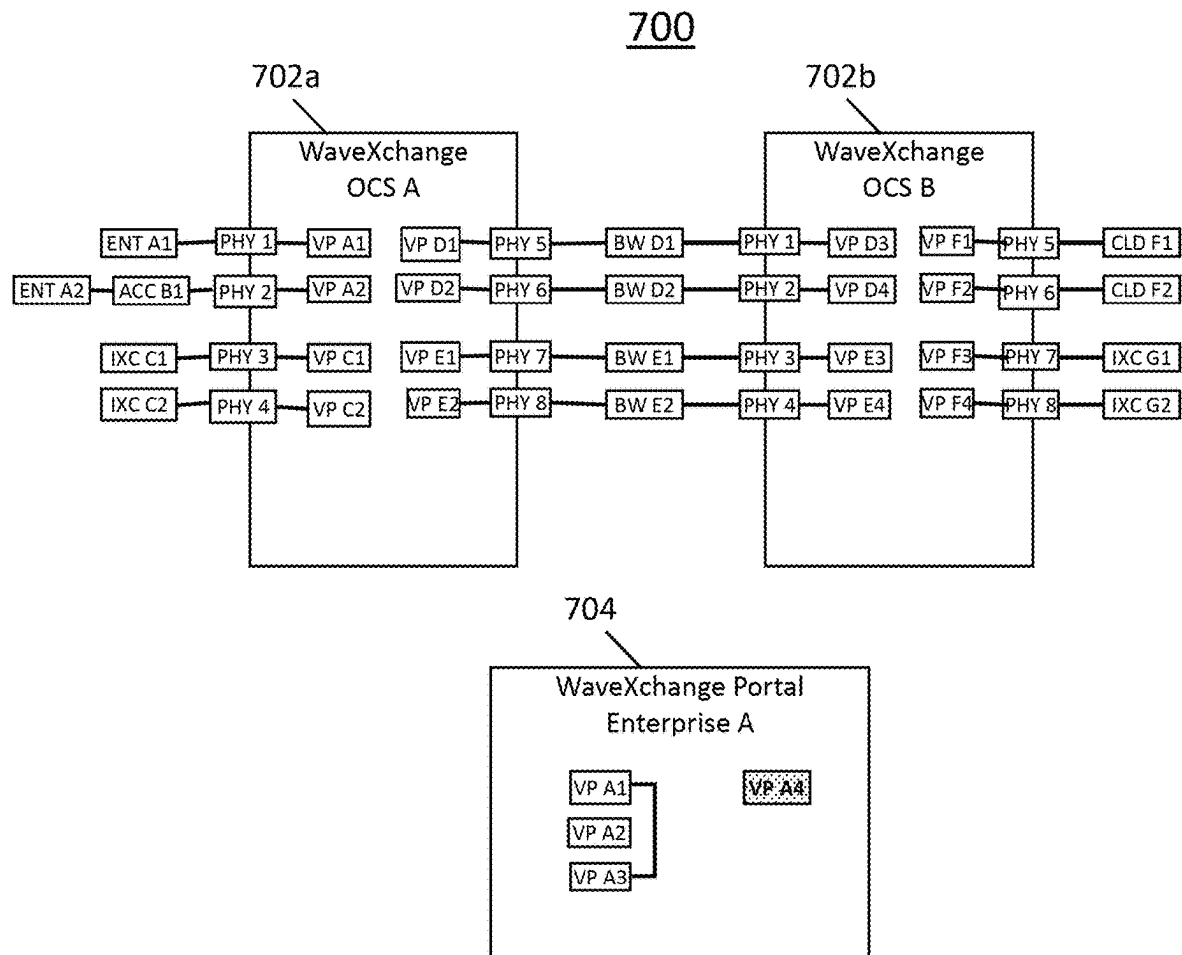 700
702a
702b
WaveXchange
OCS A
WaveXchange
OCS B
ENT A1 PHY 1 VP A1 VP D1 PHY 5 BW D1 PHY 1 VP D3 VP F1 PHY 5 CLD F1
ENT A2 ACC B1 PHY 2 VP A2 VP D2 PHY 6 BW D2 PHY 2 VP D4 VP F2 PHY 6 CLD F2
IXC C1 PHY 3 VP C1 VP E1 PHY 7 BW E1 PHY 3 VP E3 VP F3 PHY 7 IXC G1
IXC C2 PHY 4 VP C2 VP E2 PHY 8 BW E2 PHY 4 VP E4 VP F4 PHY 8 IXC G2
704
WaveXchange Portal
Enterprise A
VP A1 VP A4
VP A2
VP A3